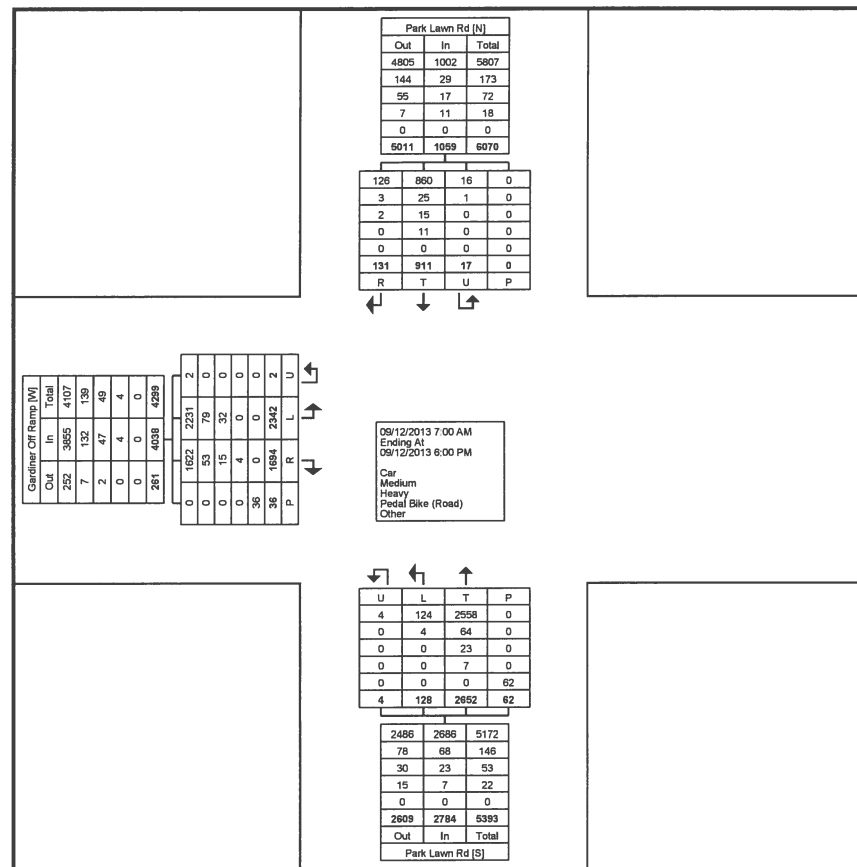 Park Lawn Rd [N]
Out In Total
4805 1002 5807
144 29 173
55 17 72
7 11 18
0 0 0
5011 1059 6070
126 860 16 0
3 25 1 0
2 15 0 0
0 11 0 0
0 0 0 0
131 911 17 0
R T U P
Gardiner Off Ramp [W]
Out In Total
252 3855 4107
7 132 139
2 47 49
0 4 4
0 0 0
261 4038 4299
0 1622 2231 2
0 53 79 0
0 15 32 0
0 4 0 0
36 0 0 0
36 1694 2342 2
P R L U
09/12/2013 7:00 AM
Ending At
09/12/2013 6:00 PM
Car
Medium
Heavy
Pedal Bike (Road)
Other
U L T P
4 124 2558 0
0 4 64 0
0 0 23 0
0 0 7 0
0 0 0 62
4 128 2652 62
2486 2686 5172
78 68 146
30 23 53
15 7 22
0 0 0
2609 2784 5393
Out In Total
Park Lawn Rd [S]